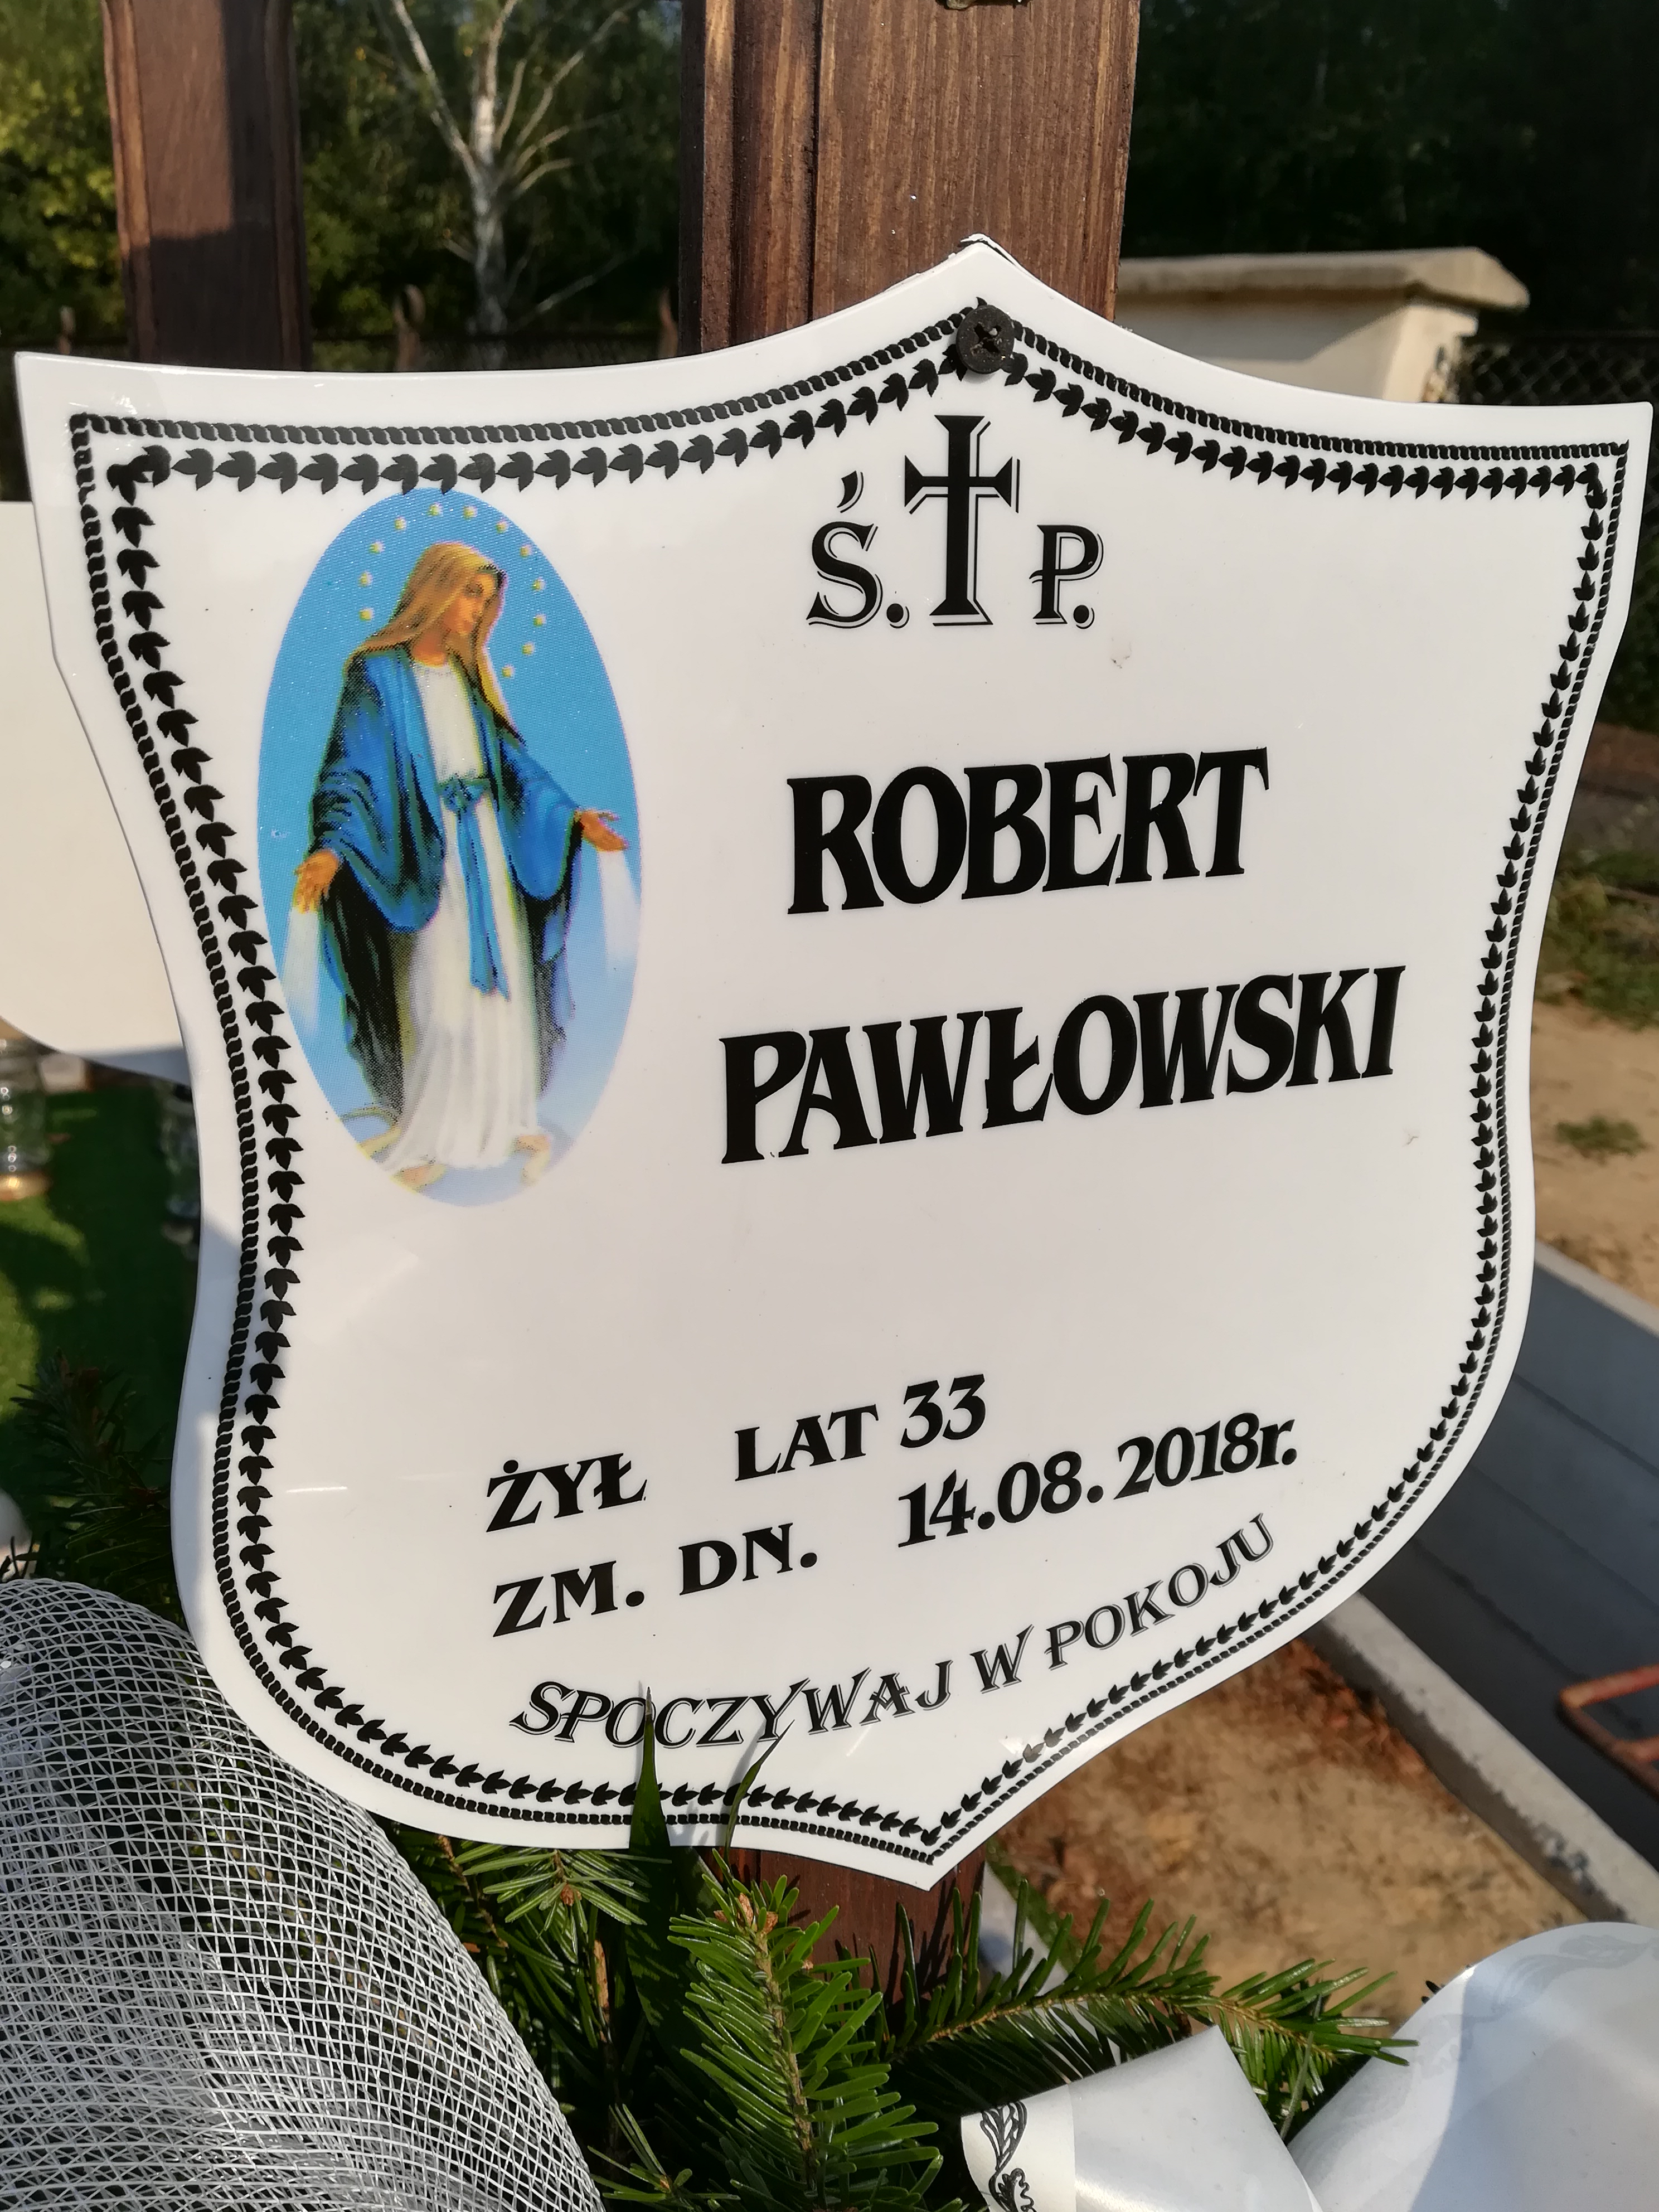 Ś. P.
ROBERT
PAWŁOWSKI
ŻYŁ LAT 33
ZM. DN. 14.08.2018r.
SPOCZYWAJ W POKOJU